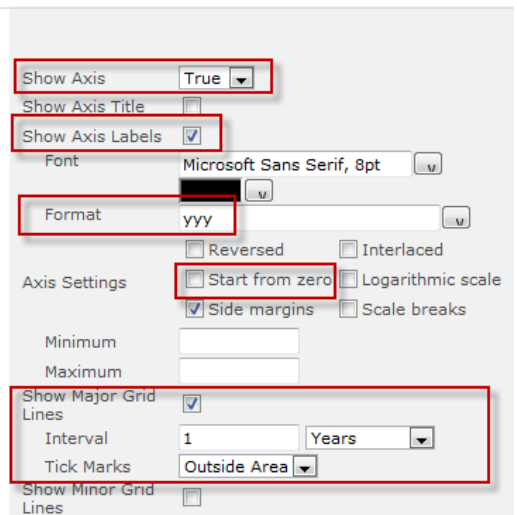 Show Axis True
Show Axis Title
Show Axis Labels
Font Microsoft Sans Serif, 8pt v
v
Format yyy v
Reversed Interlaced
Axis Settings Start from zero Logarithmic scale
Side margins Scale breaks
Minimum
Maximum
Show Major Grid
Lines
Interval 1 Years
Tick Marks Outside Area
Show Minor Grid
Lines